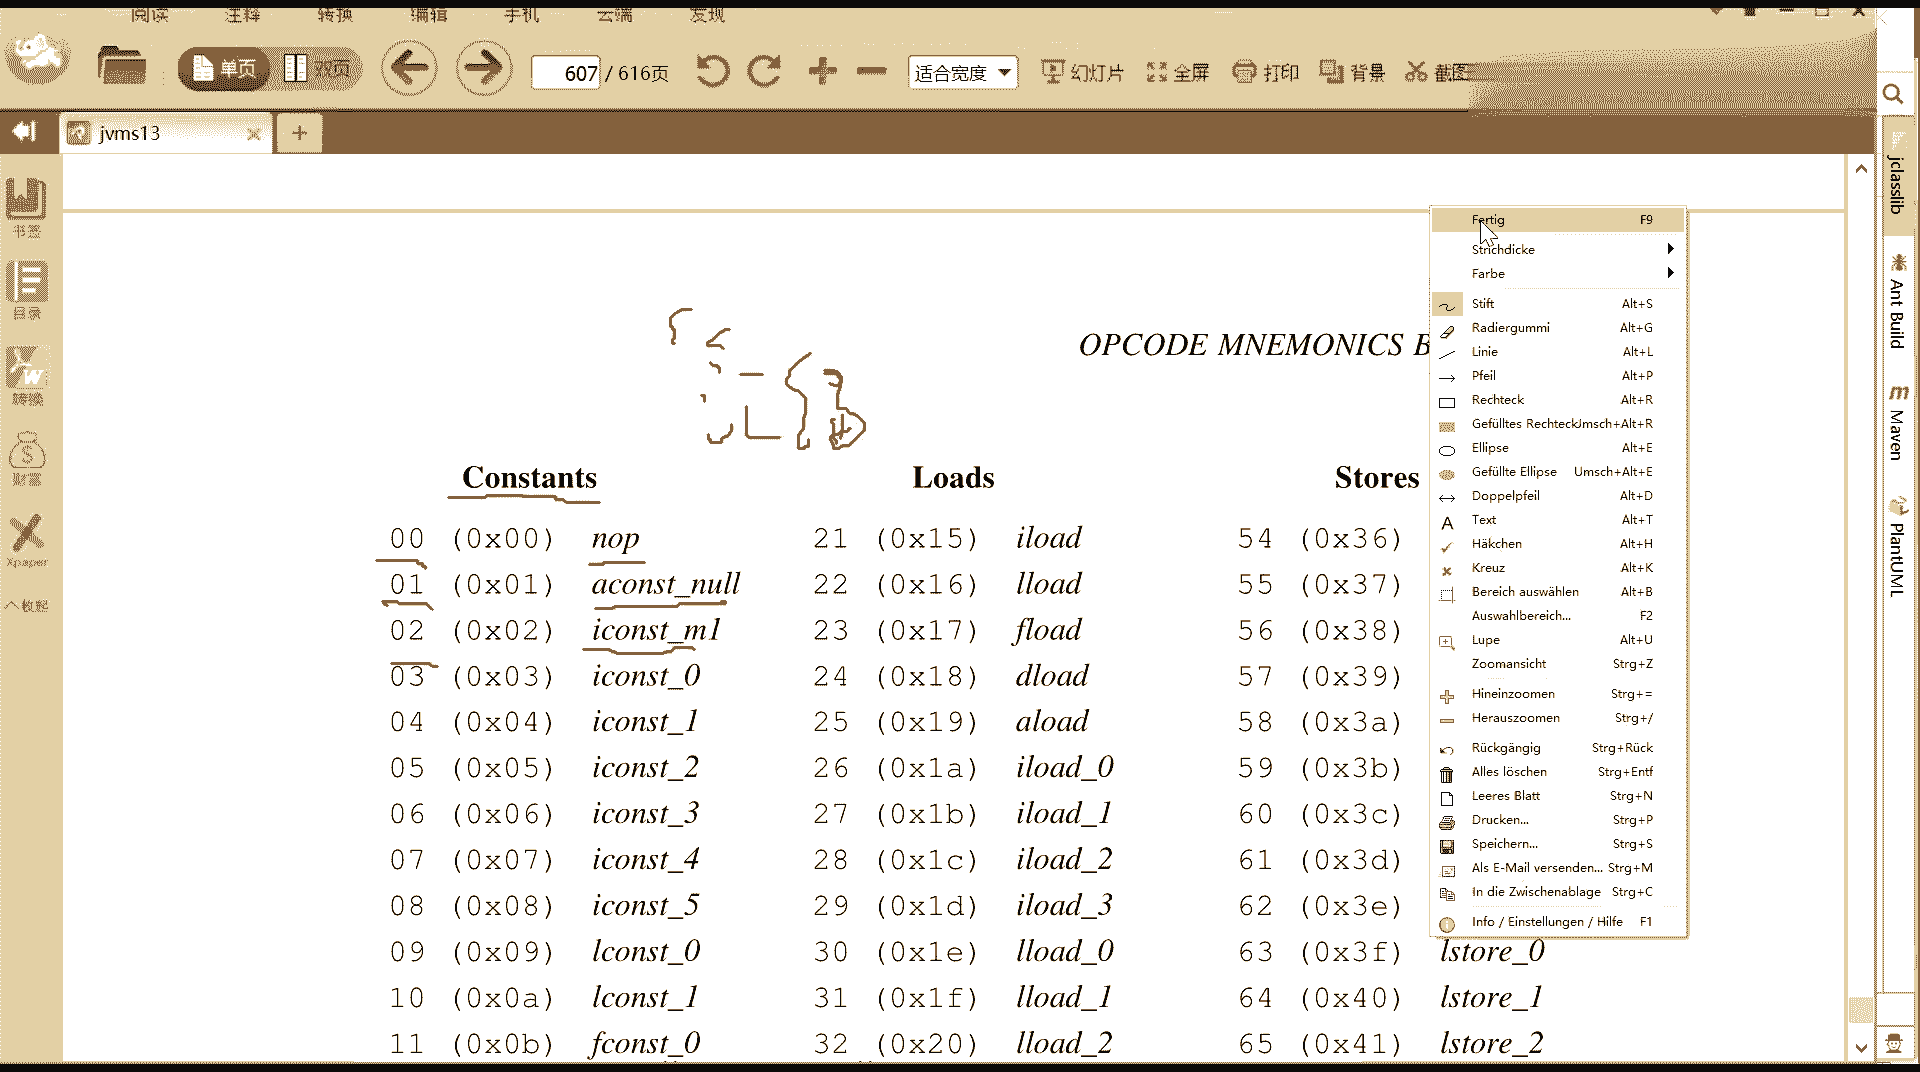 阅读 注释 转换 编辑 手机 云端 发现
单页 双页 607 / 616页 适合宽度 幻灯片 全屏 打印 背景 截图
jvms13
书签
目录
转换
财富
Xpaper
收起
OPCODE MNEMONICS B
Constants Loads Stores
00 (0x00) nop 21 (0x15) iload 54 (0x36)
01 (0x01) aconst_null 22 (0x16) lload 55 (0x37)
02 (0x02) iconst_m1 23 (0x17) fload 56 (0x38)
03 (0x03) iconst_0 24 (0x18) dload 57 (0x39)
04 (0x04) iconst_1 25 (0x19) aload 58 (0x3a)
05 (0x05) iconst_2 26 (0x1a) iload_0 59 (0x3b)
06 (0x06) iconst_3 27 (0x1b) iload_1 60 (0x3c)
07 (0x07) iconst_4 28 (0x1c) iload_2 61 (0x3d)
08 (0x08) iconst_5 29 (0x1d) iload_3 62 (0x3e)
09 (0x09) lconst_0 30 (0x1e) lload_0 63 (0x3f) lstore_0
10 (0x0a) lconst_1 31 (0x1f) lload_1 64 (0x40) lstore_1
11 (0x0b) fconst_0 32 (0x20) lload_2 65 (0x41) lstore_2
Fertig F9
Strichdicke
Farbe
Stift Alt+S
Radiergummi Alt+G
Linie Alt+L
Pfeil Alt+P
Rechteck Alt+R
Gefülltes Rechteck Umsch+Alt+R
Ellipse Alt+E
Gefüllte Ellipse Umsch+Alt+E
Doppelpfeil Alt+D
Text Alt+T
Häkchen Alt+H
Kreuz Alt+K
Bereich auswählen Alt+B
Auswahlbereich... F2
Lupe Alt+U
Zoomansicht Strg+Z
Hineinzoomen Strg+=
Herauszoomen Strg+/
Rückgängig Strg+Rück
Alles löschen Strg+Entf
Leeres Blatt Strg+N
Drucken... Strg+P
Speichern... Strg+S
Als E-Mail versenden... Strg+M
In die Zwischenablage Strg+C
Info / Einstellungen / Hilfe F1
jclasslib
Ant Build
Maven
PlantUML